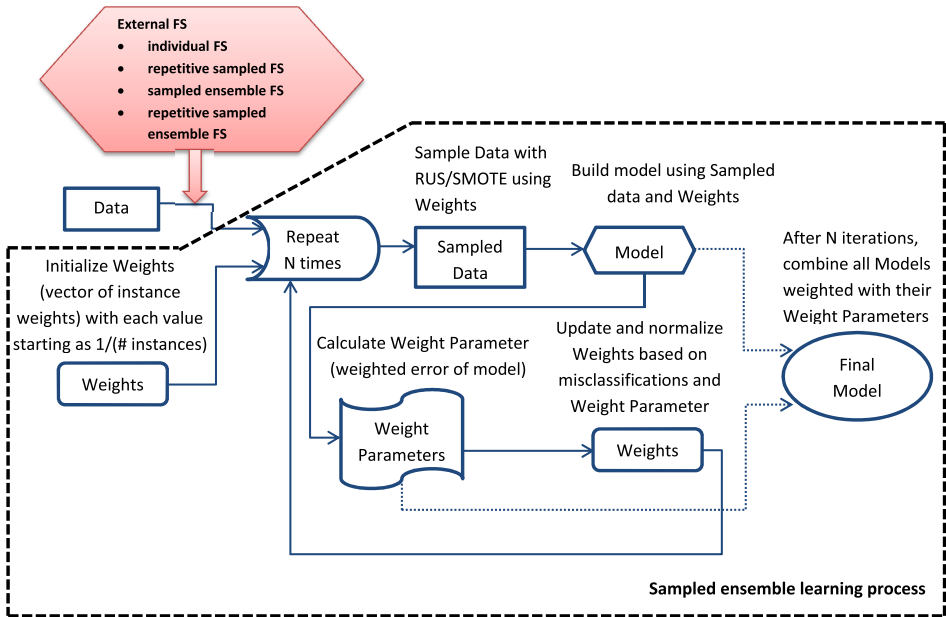 External FS
• individual FS
• repetitive sampled FS
• sampled ensemble FS
• repetitive sampled
ensemble FS
Data
Initialize Weights
(vector of instance
weights) with each value
starting as 1/(# instances)
Weights
Repeat
N times
Sample Data with
RUS/SMOTE using
Weights
Sampled
Data
Build model using Sampled
data and Weights
Model
After N iterations,
combine all Models
weighted with their
Weight Parameters
Final
Model
Calculate Weight Parameter
(weighted error of model)
Weight
Parameters
Update and normalize
Weights based on
misclassifications and
Weight Parameter
Weights
Sampled ensemble learning process